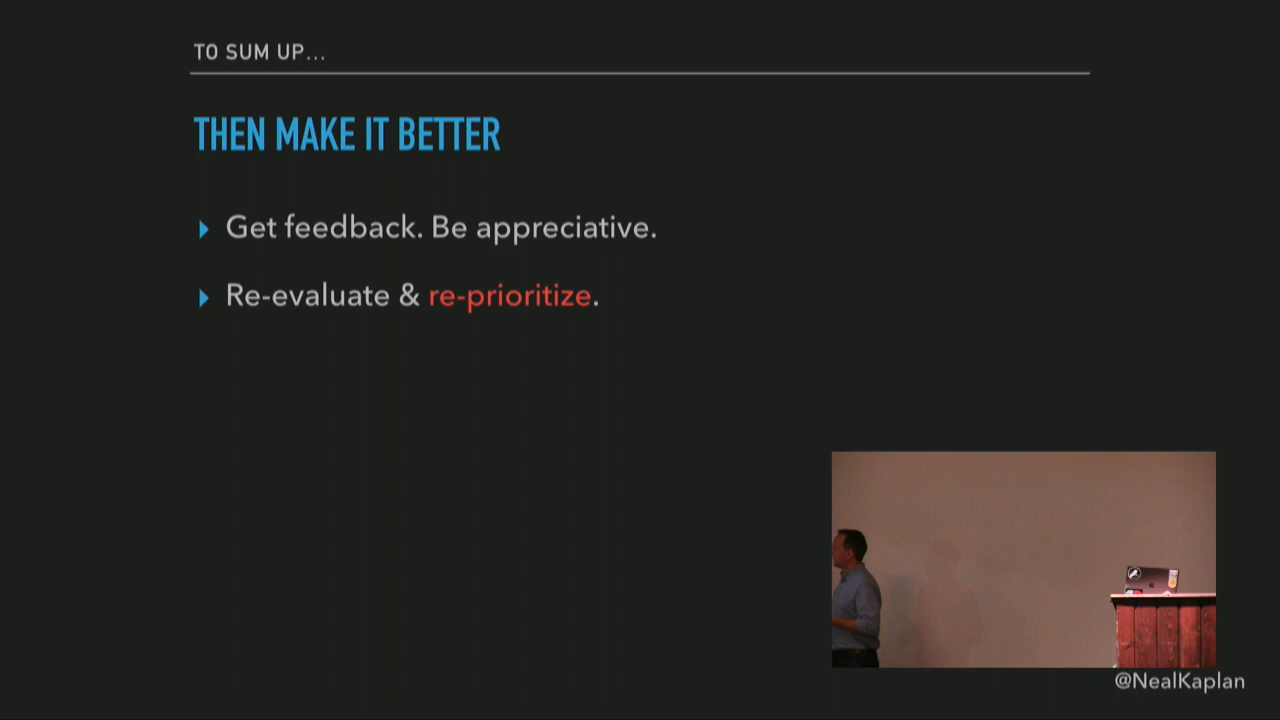 TO SUM UP...
THEN MAKE IT BETTER
Get feedback. Be appreciative.
Re-evaluate & re-prioritize.
@NealKaplan